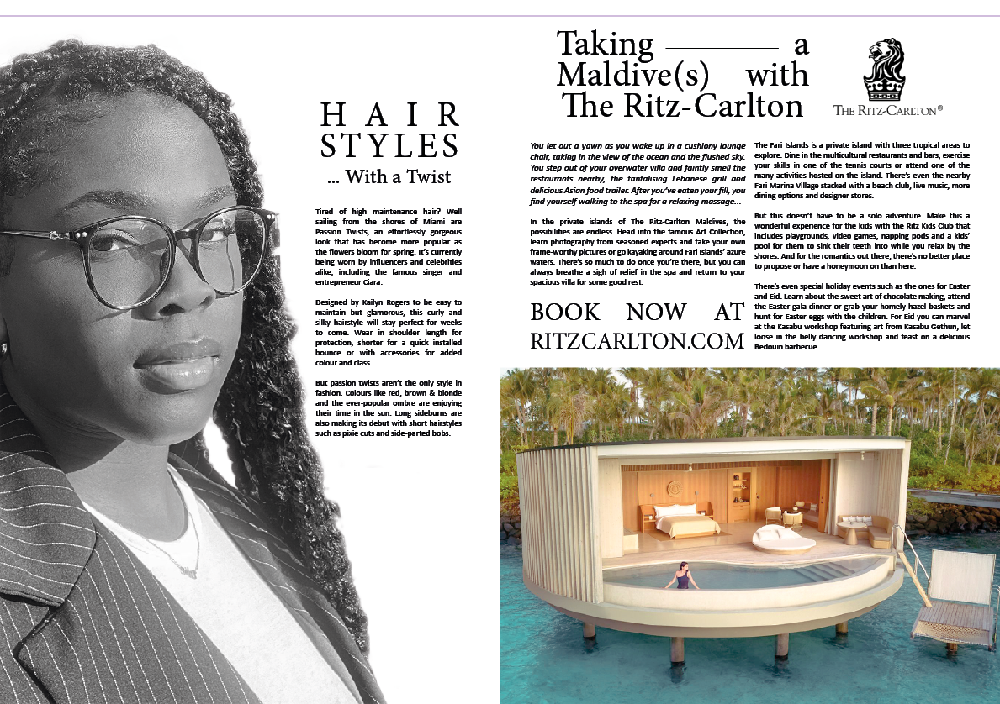 HAIR
STYLES
... With a Twist
Tired of high maintenance hair? Well
sailing from the shores of Miami are
Passion Twists, an effortlessly gorgeous
look that has become more popular as
the flowers bloom for spring. It's currently
being worn by influencers and celebrities
alike, including the famous singer and
entrepreneur Ciara.
Designed by Kailyn Rogers to be easy to
maintain but glamorous, this curly and
silky hairstyle will stay perfect for weeks
to come. Wear in shoulder length for
protection, shorter for a quick installed
bounce or with accessories for added
colour and class.
But passion twists aren't the only style in
fashion. Colours like red, brown & blonde
and the ever-popular ombre are enjoying
their time in the sun. Long sideburns are
also making its debut with short hairstyles
such as pixie cuts and side-parted bobs.
Taking a
Maldive(s) with
The Ritz-Carlton
THE RITZ-CARLTON®
You let out a yawn as you wake up in a cushiony lounge
chair, taking in the view of the ocean and the flushed sky.
You step out of your overwater villa and faintly smell the
restaurants nearby, the tantalising Lebanese grill and
delicious Asian food trailer. After you've eaten your fill, you
find yourself walking to the spa for a relaxing massage...
In the private islands of The Ritz-Carlton Maldives, the
possibilities are endless. Head into the famous Art Collection,
learn photography from seasoned experts and take your own
frame-worthy pictures or go kayaking around Fari Islands' azure
waters. There's so much to do once you're there, but you can
always breathe a sigh of relief in the spa and return to your
spacious villa for some good rest.
BOOK NOW AT
RITZCARLTON.COM
The Fari Islands is a private island with three tropical areas to
explore. Dine in the multicultural restaurants and bars, exercise
your skills in one of the tennis courts or attend one of the
many activities hosted on the island. There's even the nearby
Fari Marina Village stacked with a beach club, live music, more
dining options and designer stores.
But this doesn't have to be a solo adventure. Make this a
wonderful experience for the kids with the Ritz Kids Club that
includes playgrounds, video games, napping pods and a kids'
pool for them to sink their teeth into while you relax by the
shores. And for the romantics out there, there's no better place
to propose or have a honeymoon on than here.
There's even special holiday events such as the ones for Easter
and Eid. Learn about the sweet art of chocolate making, attend
the Easter gala dinner or grab your homely hazel baskets and
hunt for Easter eggs with the children. For Eid you can marvel
at the Kasabu workshop featuring art from Kasabu Gethun, let
loose in the belly dancing workshop and feast on a delicious
Bedouin barbecue.